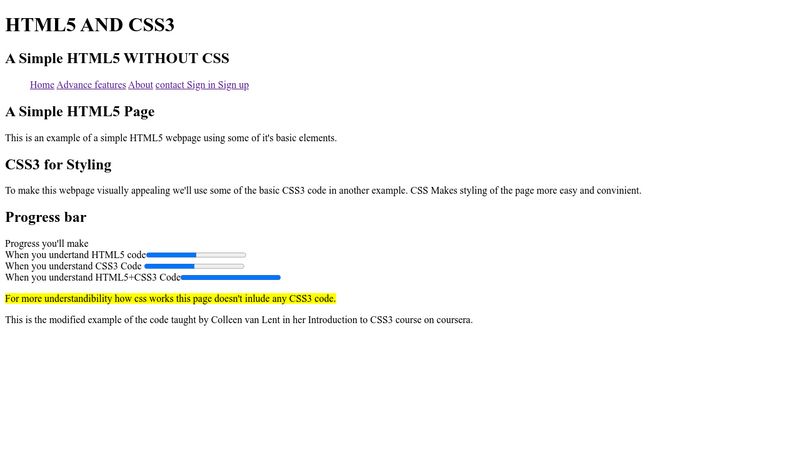 HTML5 AND CSS3
A Simple HTML5 WITHOUT CSS
Home Advance features About contact Sign in Sign up
A Simple HTML5 Page
This is an example of a simple HTML5 webpage using some of it's basic elements.
CSS3 for Styling
To make this webpage visually appealing we'll use some of the basic CSS3 code in another example. CSS Makes styling of the page more easy and convinient.
Progress bar
Progress you'll make
When you undertand HTML5 code
When you understand CSS3 Code
When you understand HTML5+CSS3 Code
For more understandibility how css works this page doesn't inlude any CSS3 code.
This is the modified example of the code taught by Colleen van Lent in her Introduction to CSS3 course on coursera.